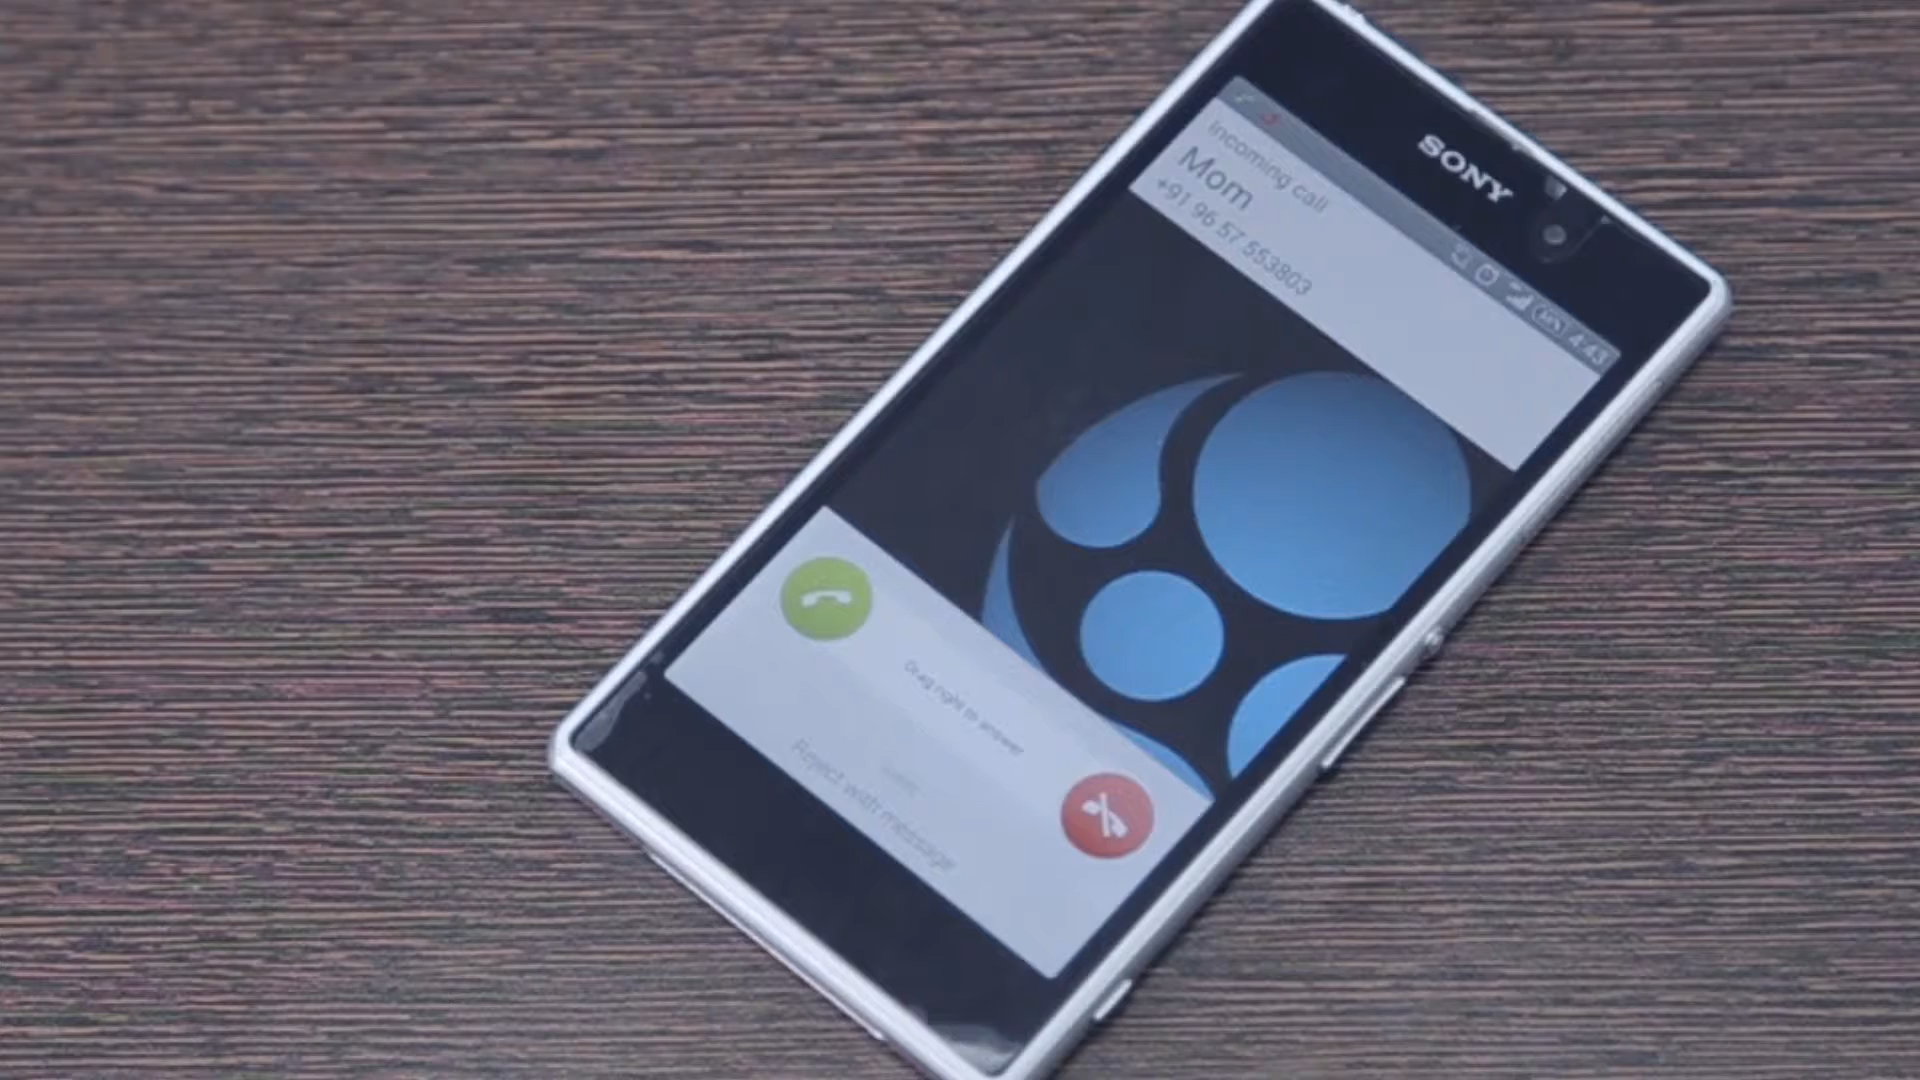 SONY
4:43
Incoming call
Mom
+91 96 57 553803
Drag right to answer
Reject with message